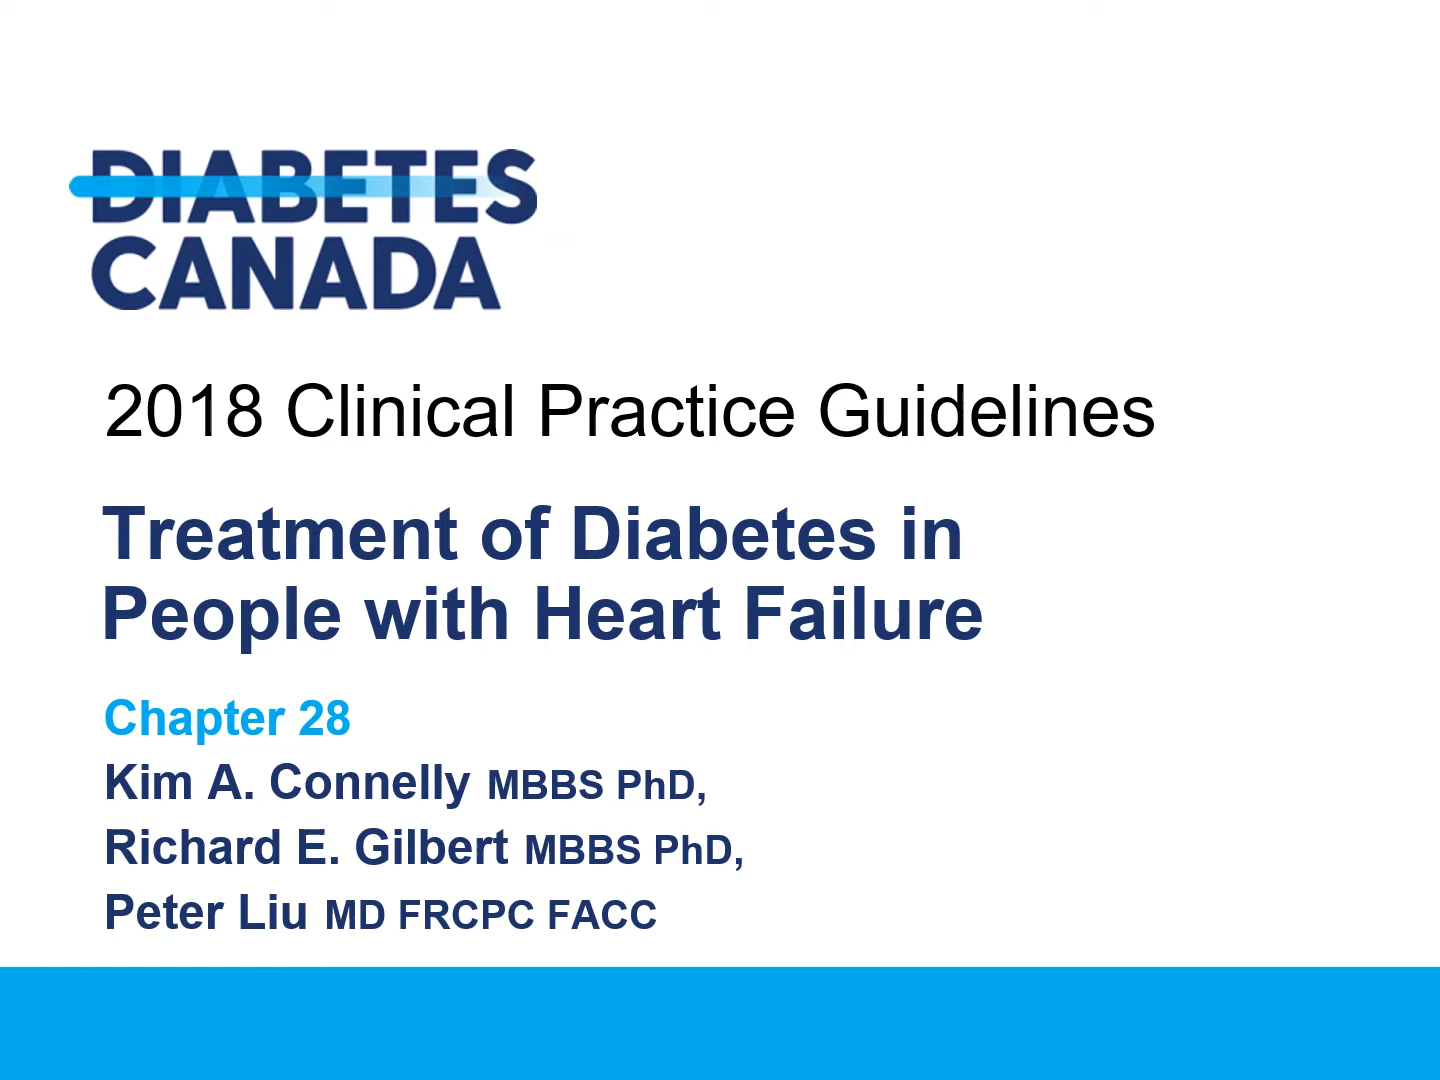 DIABETES
CANADA
2018 Clinical Practice Guidelines
Treatment of Diabetes in
People with Heart Failure
Chapter 28
Kim A. Connelly MBBS PhD,
Richard E. Gilbert MBBS PhD,
Peter Liu MD FRCPC FACC